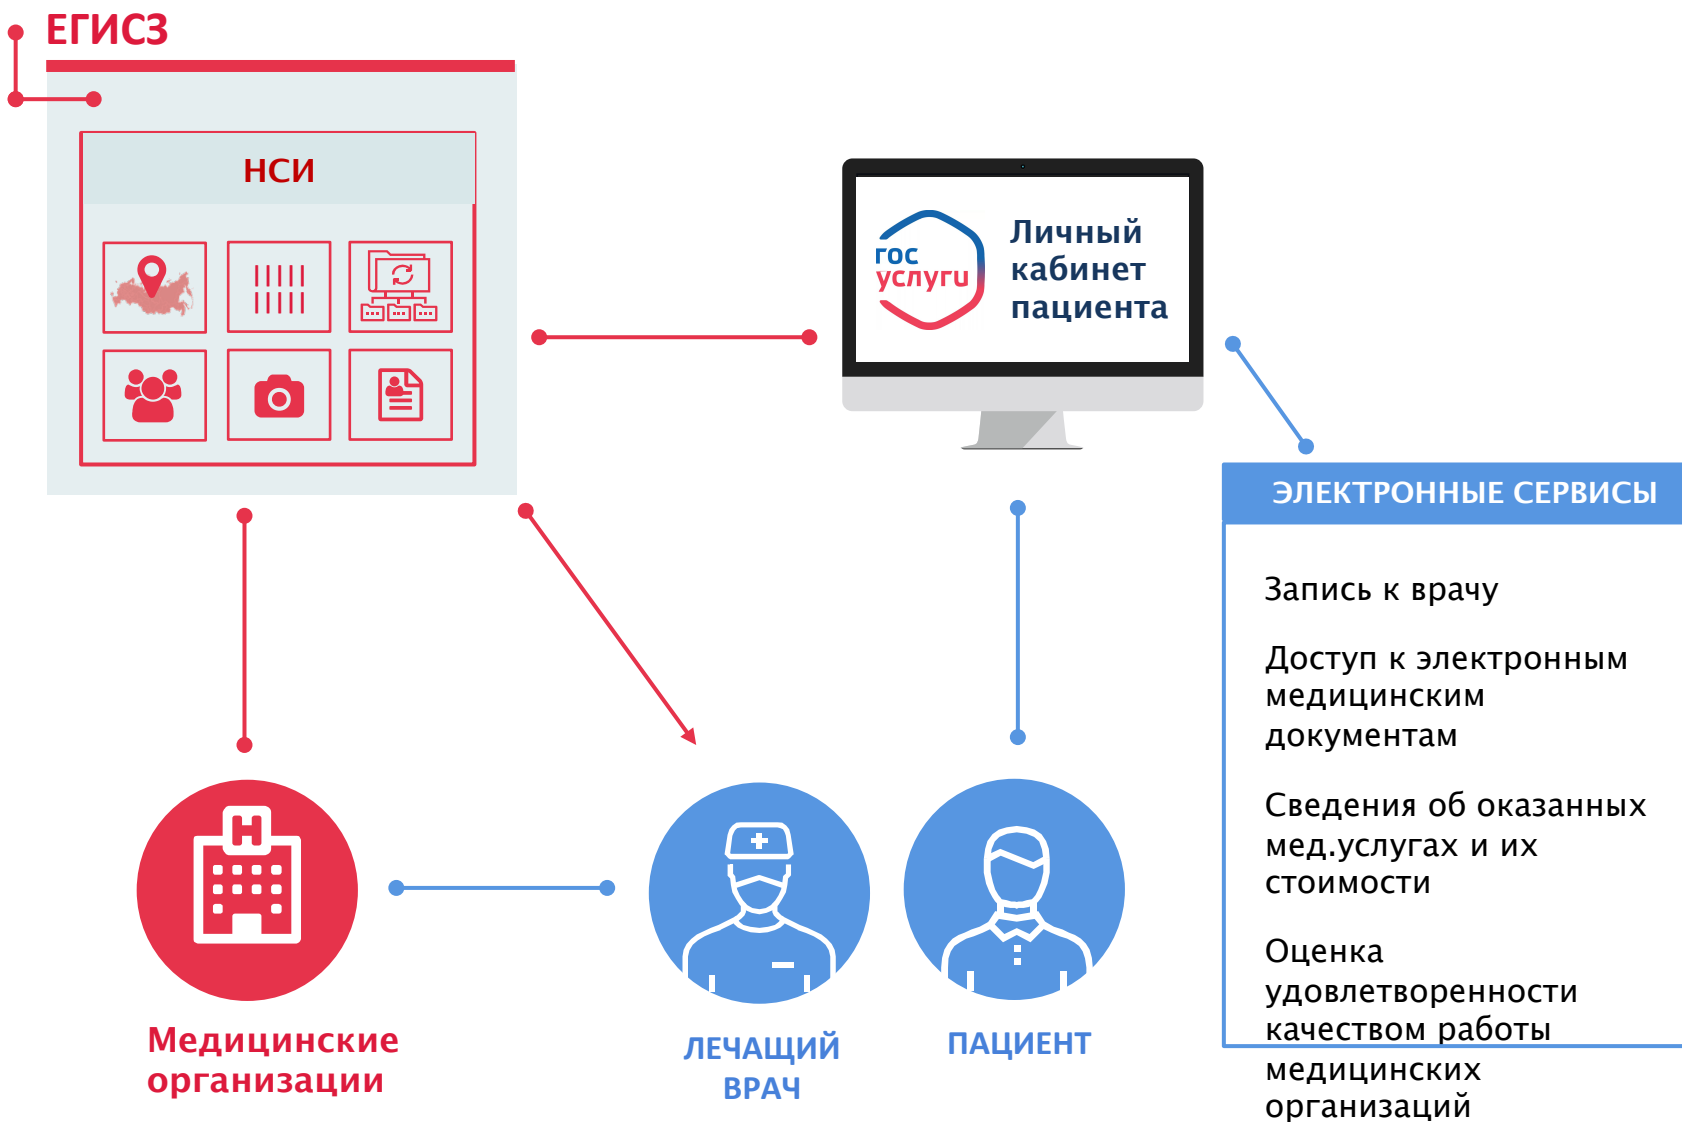 ЕГИСЗ
НСИ
гос
услуги
Личный
кабинет
пациента
ЭЛЕКТРОННЫЕ СЕРВИСЫ
Запись к врачу
Доступ к электронным
медицинским
документам
Сведения об оказанных
мед.услугах и их
стоимости
Оценка
удовлетворенности
качеством работы
медицинских
организаций
Медицинские
организации
ЛЕЧАЩИЙ
ВРАЧ
ПАЦИЕНТ